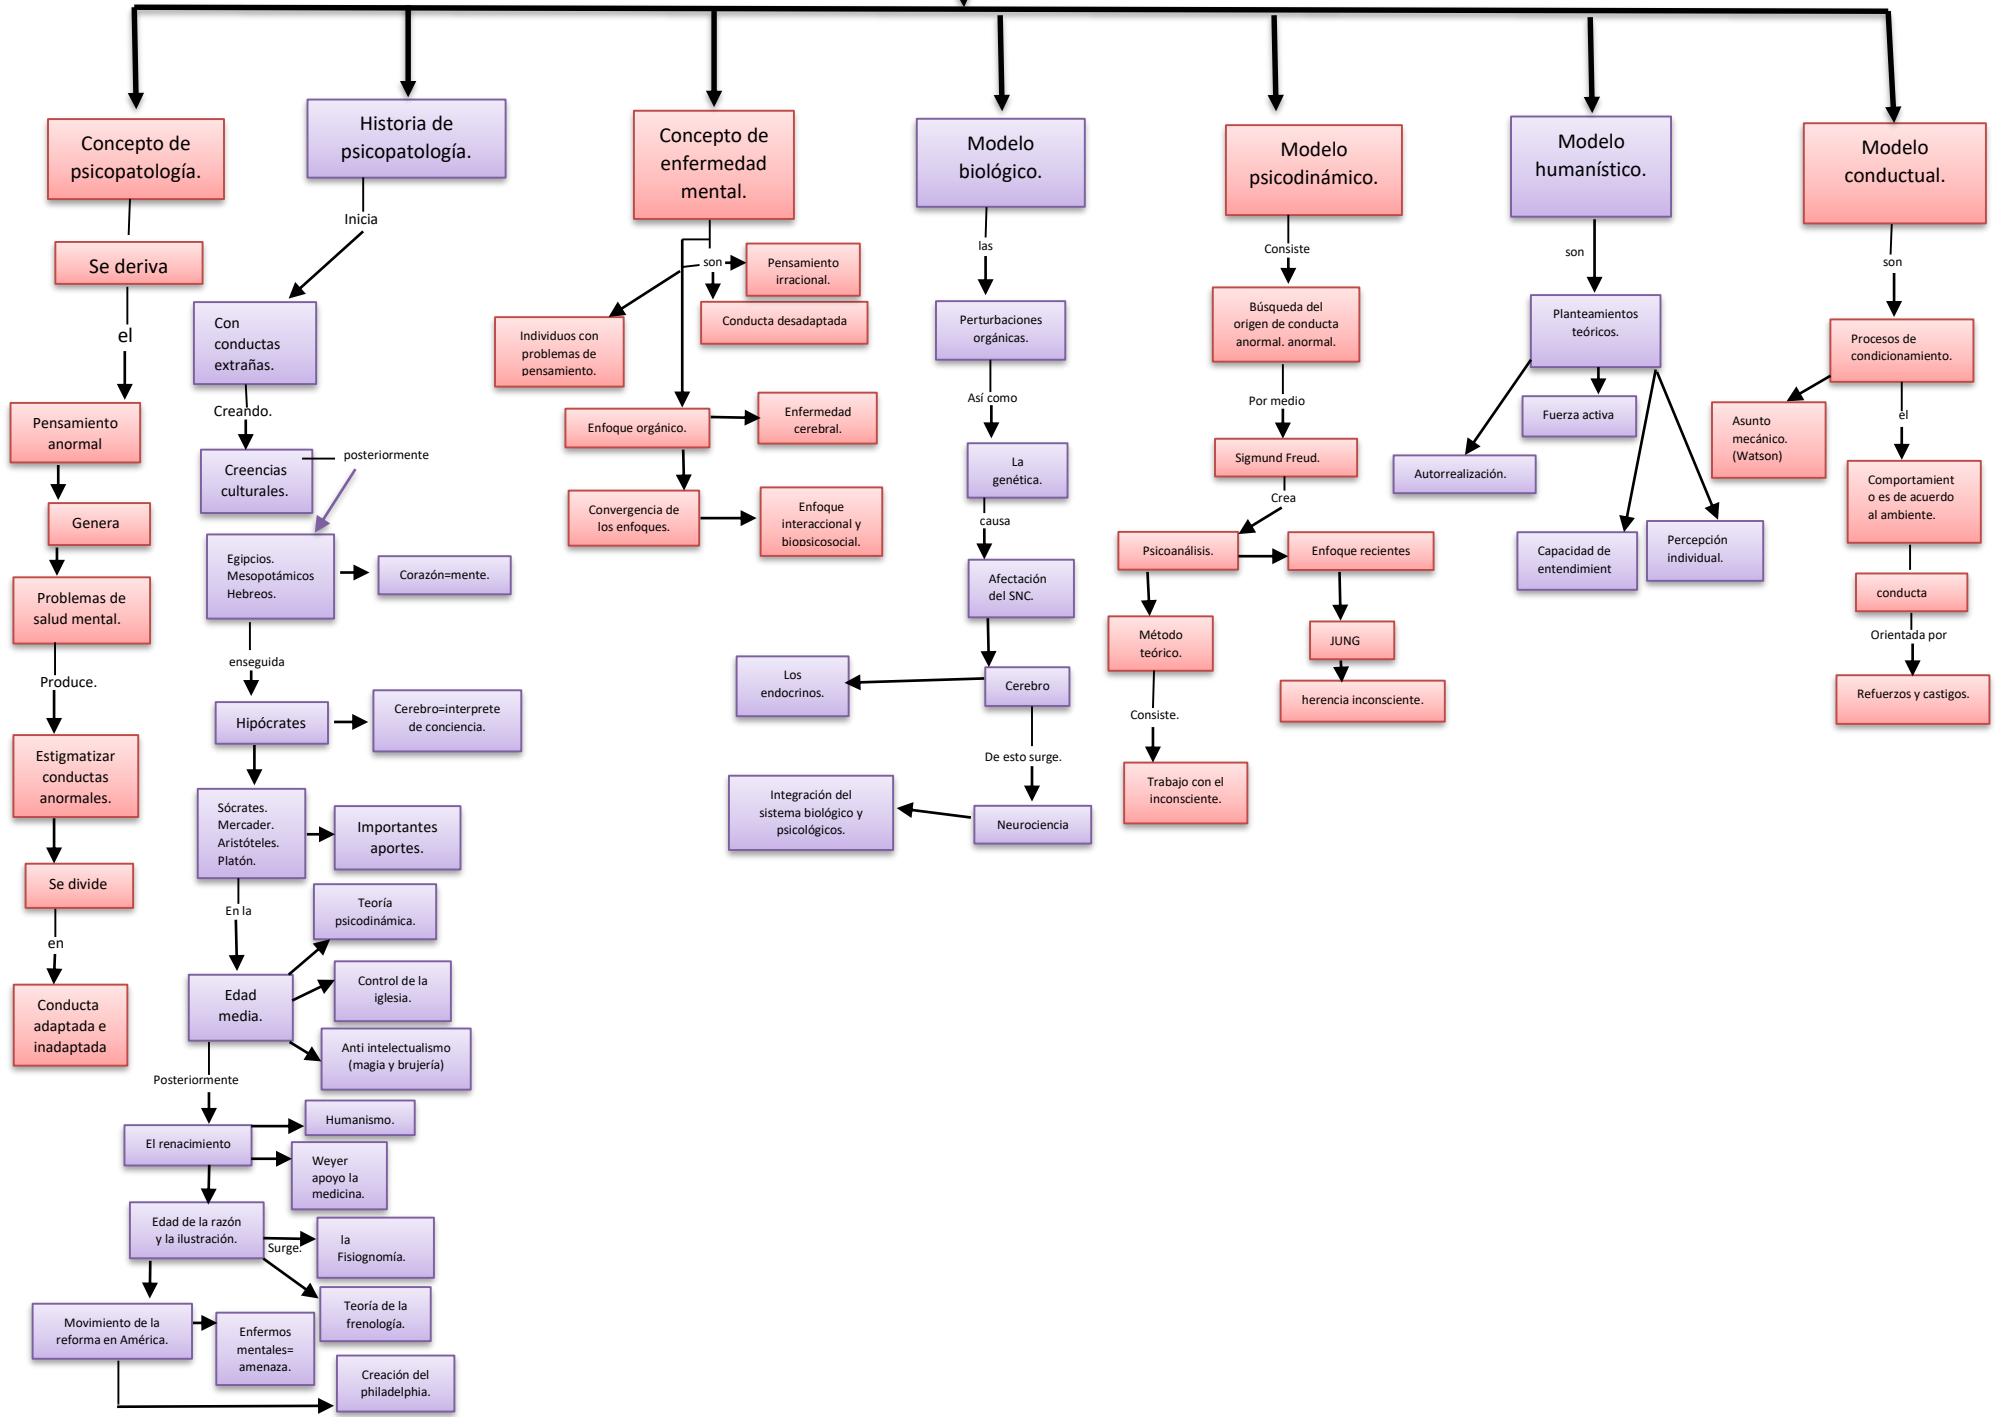 Concepto de
psicopatología.
Se deriva
el
Pensamiento
anormal
Genera
Problemas de
salud mental.
Produce.
Estigmatizar
conductas
anormales.
Se divide
en
Conducta
adaptada e
inadaptada
Historia de
psicopatología.
Inicia
Con
conductas
extrañas.
Creando.
Creencias
culturales.
posteriormente
Egipcios.
Mesopotámicos
Hebreos.
Corazón=mente.
enseguida
Hipócrates
Cerebro=interprete
de conciencia.
Sócrates.
Mercader.
Aristóteles.
Platón.
Importantes
aportes.
En la
Edad
media.
Teoría
psicodinámica.
Control de la
iglesia.
Anti intelectualismo
(magia y brujería)
Posteriormente
El renacimiento
Humanismo.
Weyer
apoyo la
medicina.
Edad de la razón
y la ilustración.
Surge.
la
Fisiognomía.
Teoría de la
frenología.
Movimiento de la
reforma en América.
Enfermos
mentales=
amenaza.
Creación del
philadelphia.
Concepto de
enfermedad
mental.
son
Pensamiento
irracional.
Conducta desadaptada
Individuos con
problemas de
pensamiento.
Enfoque orgánico.
Enfermedad
cerebral.
Convergencia de
los enfoques.
Enfoque
interaccional y
biopsicosocial.
Modelo
biológico.
las
Perturbaciones
orgánicas.
Así como
La
genética.
causa
Afectación
del SNC.
Cerebro
Los
endocrinos.
De esto surge.
Neurociencia
Integración del
sistema biológico y
psicológicos.
Modelo
psicodinámico.
Consiste
Búsqueda del
origen de conducta
anormal. anormal.
Por medio
Sigmund Freud.
Crea
Psicoanálisis.
Enfoque recientes
Método
teórico.
JUNG
herencia inconsciente.
Consiste.
Trabajo con el
inconsciente.
Modelo
humanístico.
son
Planteamientos
teóricos.
Fuerza activa
Autorrealización.
Capacidad de
entendimient
Percepción
individual.
Modelo
conductual.
son
Procesos de
condicionamiento.
Asunto
mecánico.
(Watson)
el
Comportamient
o es de acuerdo
al ambiente.
conducta
Orientada por
Refuerzos y castigos.